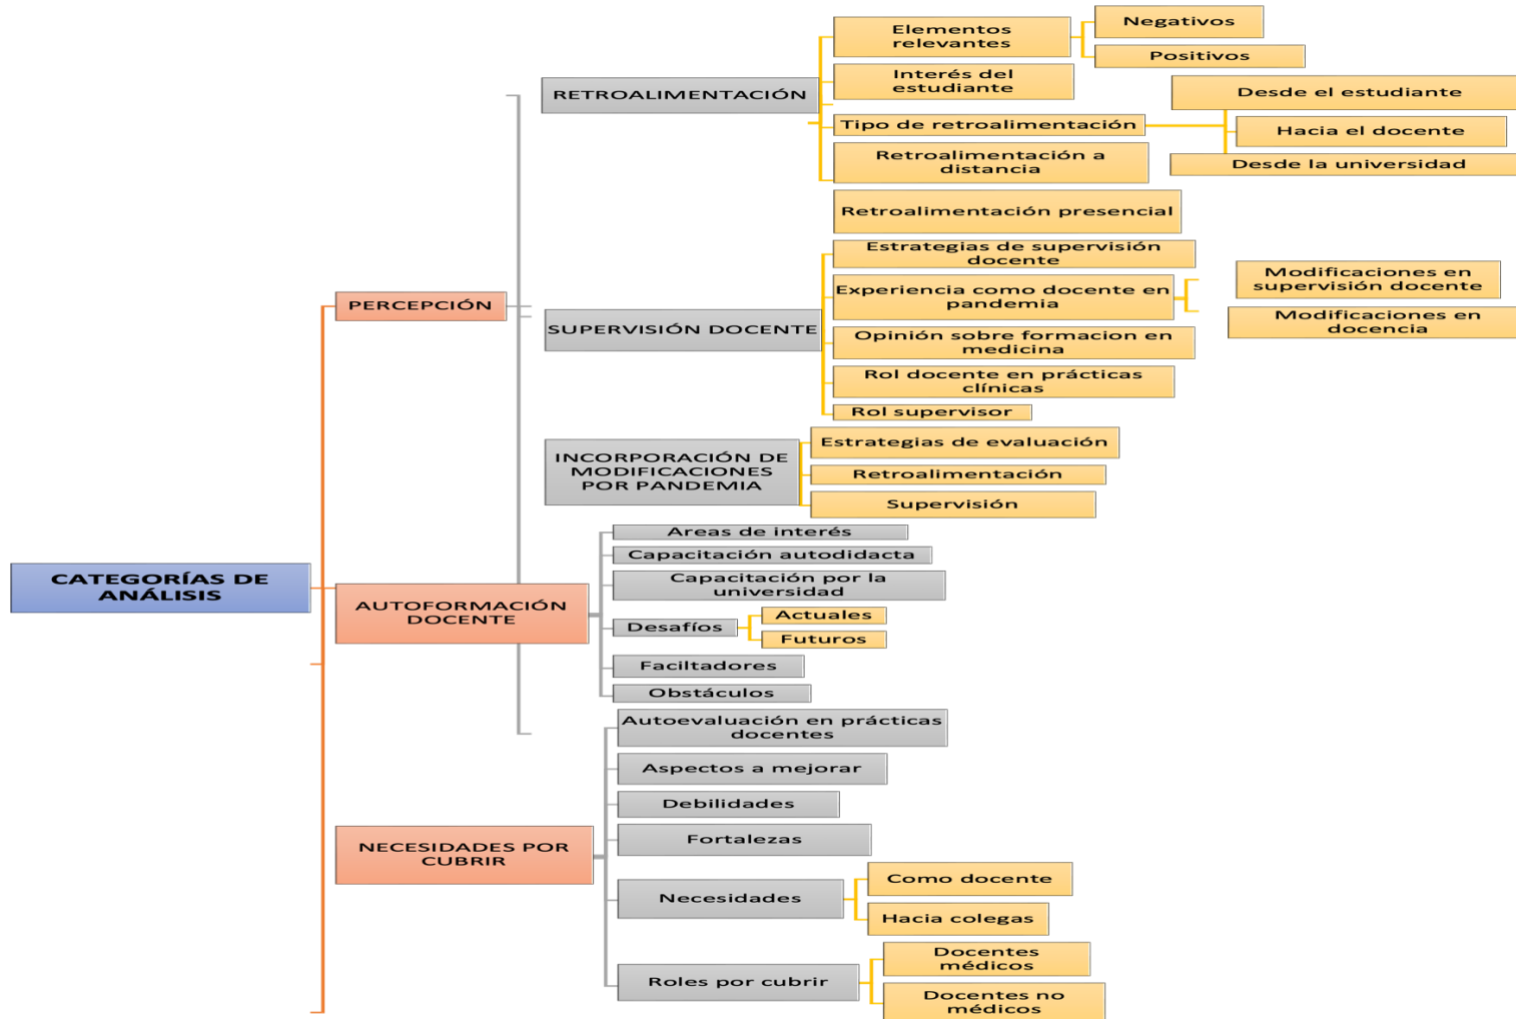 CATEGORÍAS DE
ANÁLISIS
PERCEPCIÓN
RETROALIMENTACIÓN
Elementos
relevantes
Negativos
Positivos
Interés del
estudiante
Tipo de retroalimentación
Desde el estudiante
Hacia el docente
Desde la universidad
Retroalimentación a
distancia
Retroalimentación presencial
SUPERVISIÓN DOCENTE
Estrategias de supervisión
docente
Experiencia como docente en
pandemia
Modificaciones en
supervisión docente
Modificaciones en
docencia
Opinión sobre formacion en
medicina
Rol docente en prácticas
clínicas
Rol supervisor
INCORPORACIÓN DE
MODIFICACIONES
POR PANDEMIA
Estrategias de evaluación
Retroalimentación
Supervisión
AUTOFORMACIÓN
DOCENTE
Areas de interés
Capacitación autodidacta
Capacitación por la
universidad
Desafíos
Actuales
Futuros
Faciltadores
Obstáculos
NECESIDADES POR
CUBRIR
Autoevaluación en prácticas
docentes
Aspectos a mejorar
Debilidades
Fortalezas
Necesidades
Como docente
Hacia colegas
Roles por cubrir
Docentes
médicos
Docentes no
médicos